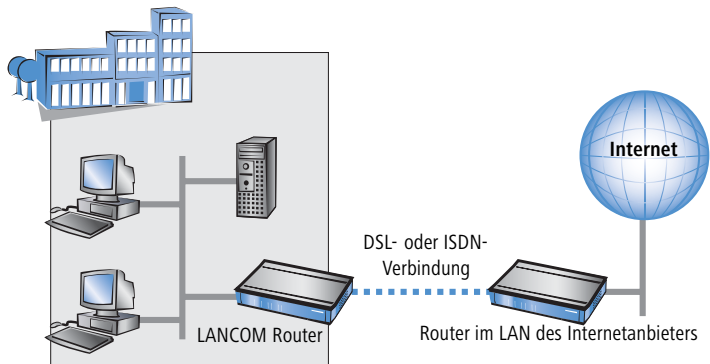 Internet
DSL- oder ISDN-
Verbindung
LANCOM Router
Router im LAN des Internetanbieters